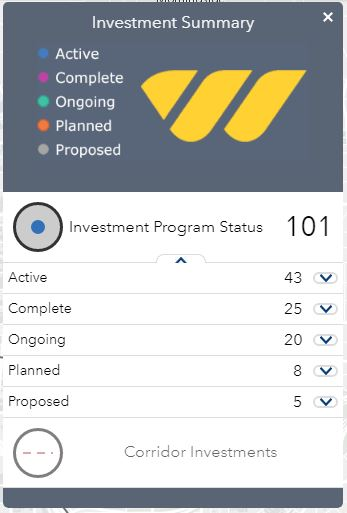 Investment Summary
×
Active
Complete
Ongoing
Planned
Proposed
Investment Program Status 101
Active 43
Complete 25
Ongoing 20
Planned 8
Proposed 5
Corridor Investments